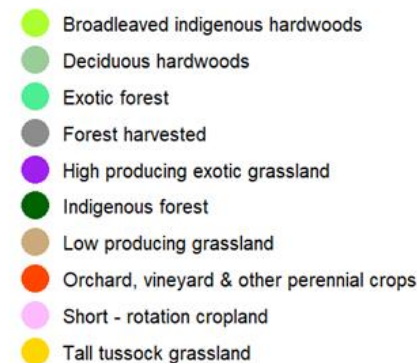 Broadleaved indigenous hardwoods
Deciduous hardwoods
Exotic forest
Forest harvested
High producing exotic grassland
Indigenous forest
Low producing grassland
Orchard, vineyard & other perennial crops
Short - rotation cropland
Tall tussock grassland